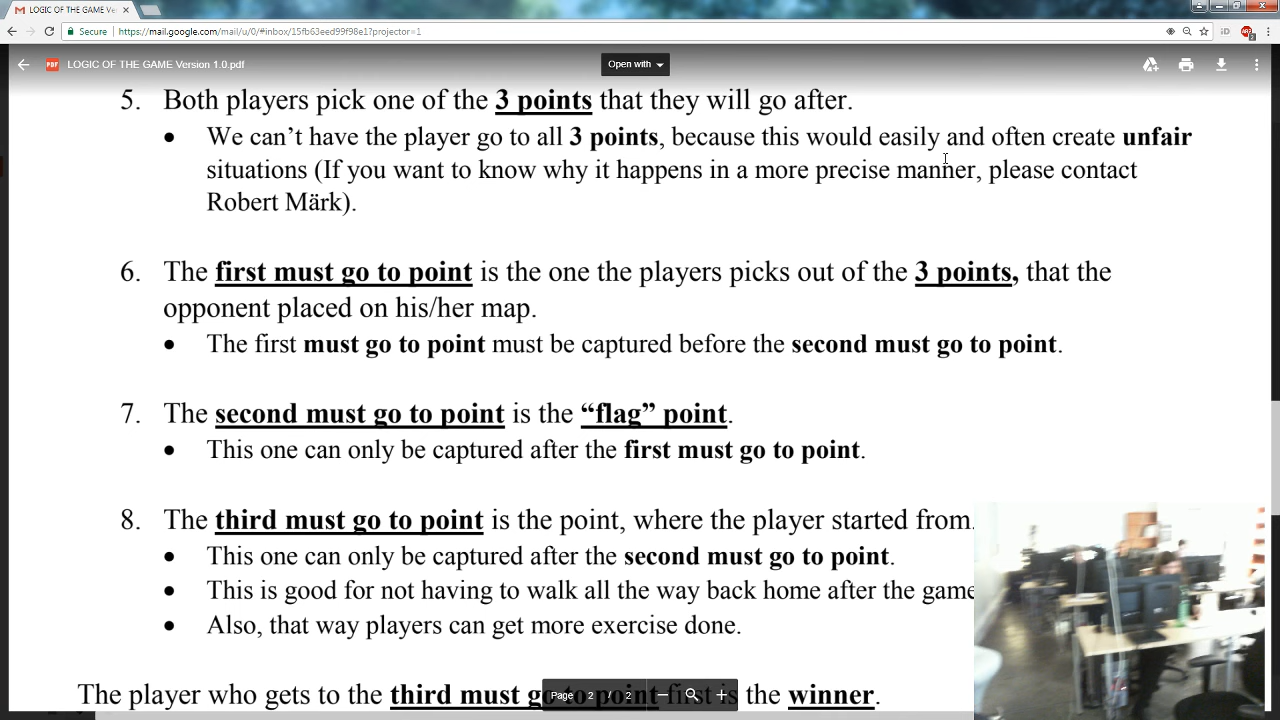 LOGIC OF THE GAME Ve
Secure https://mail.google.com/mail/u/0/#inbox/15fb63eed99f98e1?projector=1
LOGIC OF THE GAME Version 1.0.pdf
Open with
5. Both players pick one of the 3 points that they will go after.
• We can’t have the player go to all 3 points, because this would easily and often create unfair
situations (If you want to know why it happens in a more precise manner, please contact
Robert Märk).
6. The first must go to point is the one the players picks out of the 3 points, that the
opponent placed on his/her map.
• The first must go to point must be captured before the second must go to point.
7. The second must go to point is the “flag” point.
• This one can only be captured after the first must go to point.
8. The third must go to point is the point, where the player started from.
• This one can only be captured after the second must go to point.
• This is good for not having to walk all the way back home after the game
• Also, that way players can get more exercise done.
The player who gets to the third must go to point first is the winner.
Page 2 / 2